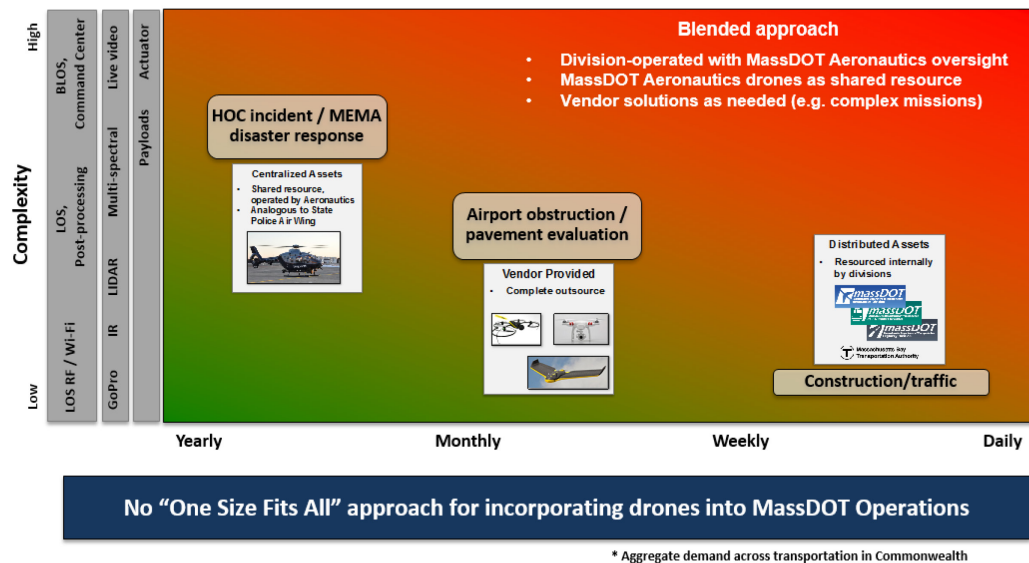 High
Low
Complexity
BLOS,
Command Center
LOS,
Post-processing
LOS RF / Wi-Fi
Live video
Multi-spectral
LIDAR
IR
GoPro
Actuator
Payloads
Blended approach
• Division-operated with MassDOT Aeronautics oversight
• MassDOT Aeronautics drones as shared resource
• Vendor solutions as needed (e.g. complex missions)
HOC incident / MEMA
disaster response
Centralized Assets
• Shared resource,
operated by Aeronautics
• Analogous to State
Police Air Wing
Airport obstruction /
pavement evaluation
Vendor Provided
• Complete outsource
Distributed Assets
• Resourced internally
by divisions
massDOT
massDOT
massDOT
T
Massachusetts Bay
Transportation Authority
Construction/traffic
Yearly
Monthly
Weekly
Daily
No “One Size Fits All” approach for incorporating drones into MassDOT Operations
* Aggregate demand across transportation in Commonwealth